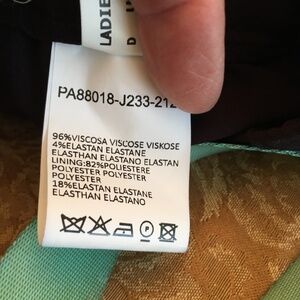 LADIE
D
PA88018-J233-212
96%VISCOSA VISCOSE VISKOSE
4%ELASTAN ELASTANE
ELASTHAN ELASTANO ELASTAN
LINING:82%POLIESTERE
POLYESTER POLYESTER
POLYESTER
18%ELASTAN ELASTANE
ELASTHAN ELASTANO
P